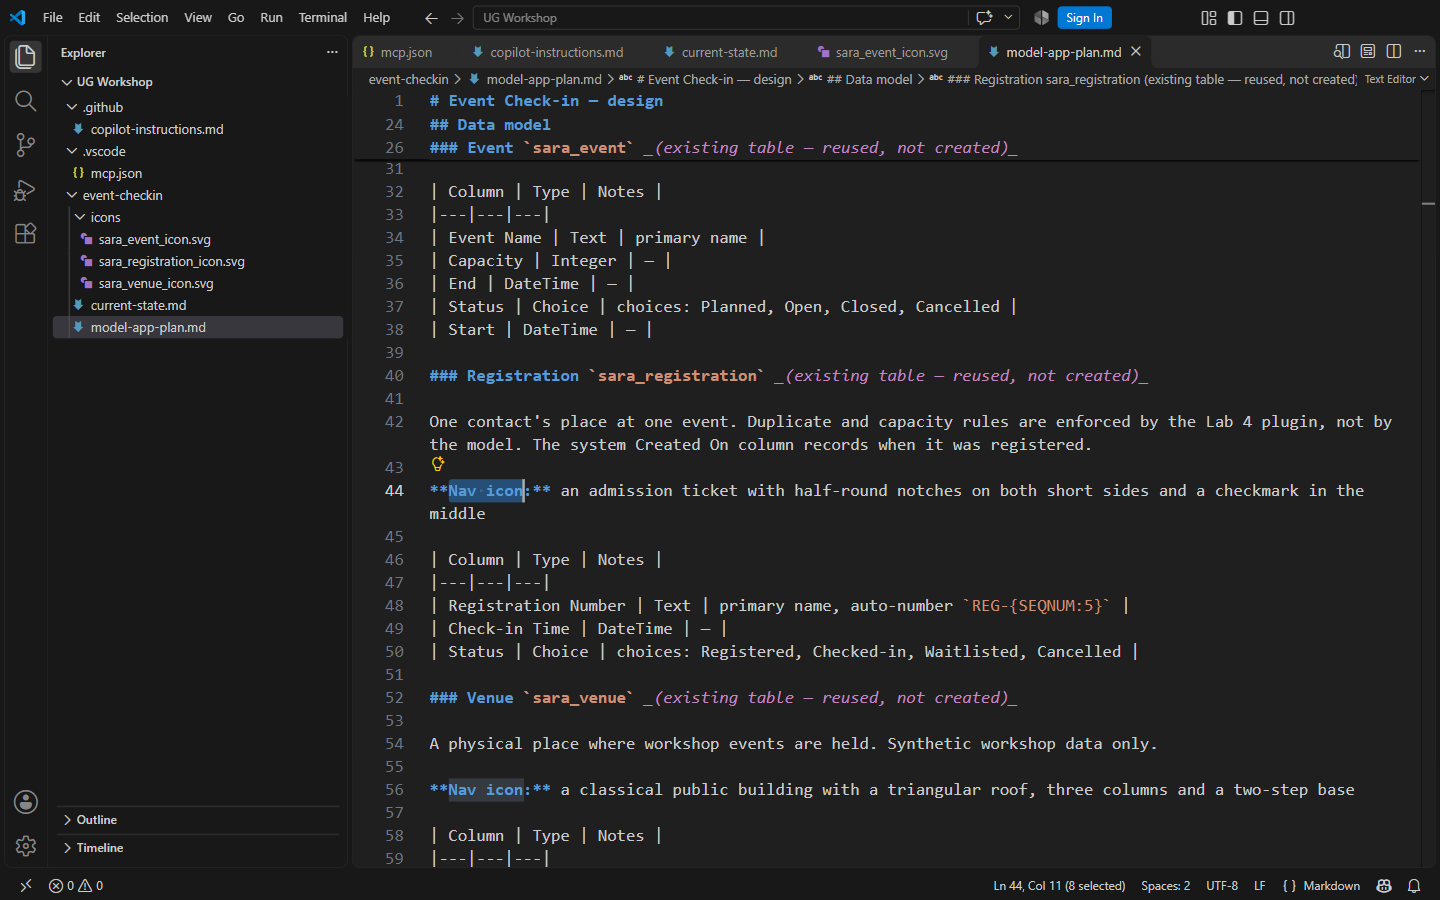 File Edit Selection View Go Run Terminal Help
UG Workshop
Sign In
Explorer
UG Workshop
.github
copilot-instructions.md
.vscode
mcp.json
event-checkin
icons
sara_event_icon.svg
sara_registration_icon.svg
sara_venue_icon.svg
current-state.md
model-app-plan.md
Outline
Timeline
mcp.json copilot-instructions.md current-state.md sara_event_icon.svg model-app-plan.md
event-checkin > model-app-plan.md > # Event Check-in — design > ## Data model > ### Registration sara_registration (existing table — reused, not created) Text Editor
1 # Event Check-in — design
24 ## Data model
26 ### Event `sara_event` _(existing table — reused, not created)_
31
32 | Column | Type | Notes |
33 |---|---|---|
34 | Event Name | Text | primary name |
35 | Capacity | Integer | — |
36 | End | DateTime | — |
37 | Status | Choice | choices: Planned, Open, Closed, Cancelled |
38 | Start | DateTime | — |
39
40 ### Registration `sara_registration` _(existing table — reused, not created)_
41
42 One contact's place at one event. Duplicate and capacity rules are enforced by the Lab 4 plugin, not by
the model. The system Created On column records when it was registered.
43
44 **Nav icon:** an admission ticket with half-round notches on both short sides and a checkmark in the
middle
45
46 | Column | Type | Notes |
47 |---|---|---|
48 | Registration Number | Text | primary name, auto-number `REG-{SEQNUM:5}` |
49 | Check-in Time | DateTime | — |
50 | Status | Choice | choices: Registered, Checked-in, Waitlisted, Cancelled |
51
52 ### Venue `sara_venue` _(existing table — reused, not created)_
53
54 A physical place where workshop events are held. Synthetic workshop data only.
55
56 **Nav icon:** a classical public building with a triangular roof, three columns and a two-step base
57
58 | Column | Type | Notes |
59 |---|---|---|
0 0
Ln 44, Col 11 (8 selected) Spaces: 2 UTF-8 LF { } Markdown